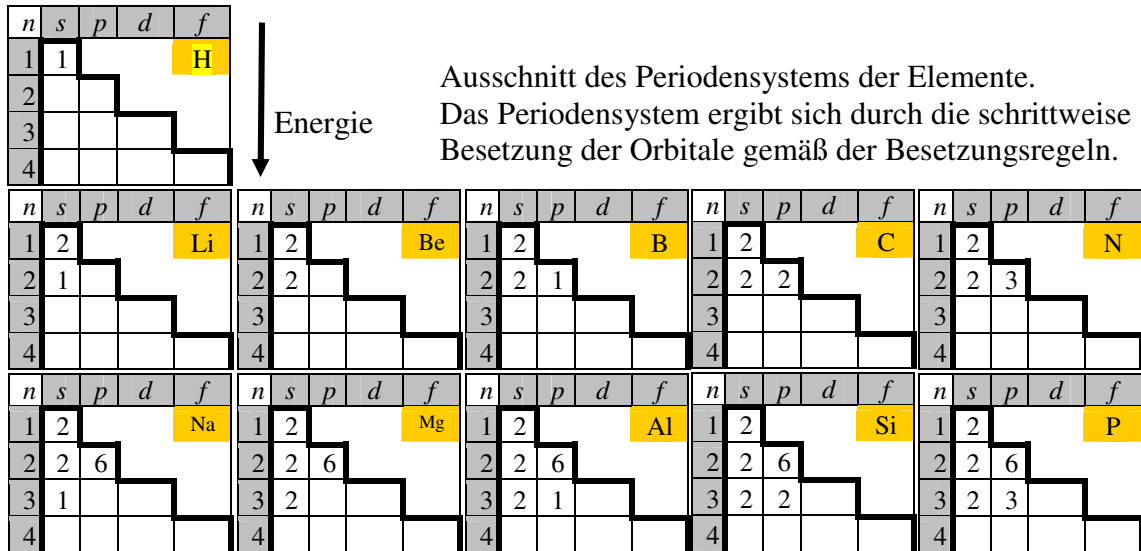 n s p d f
1 1 H
2
3
4
Energie
Ausschnitt des Periodensystems der Elemente.
Das Periodensystem ergibt sich durch die schrittweise
Besetzung der Orbitale gemäß der Besetzungsregeln.
n s p d f n s p d f n s p d f n s p d f n s p d f
1 2 Li 1 2 Be 1 2 B 1 2 C 1 2 N
2 1 2 2 2 2 1 2 2 2 2 2 3
3 3 3 3 3
4 4 4 4 4
n s p d f n s p d f n s p d f n s p d f n s p d f
1 2 Na 1 2 Mg 1 2 Al 1 2 Si 1 2 P
2 2 6 2 2 6 2 2 6 2 2 6 2 2 6
3 1 3 2 3 2 1 3 2 2 3 2 3
4 4 4 4 4